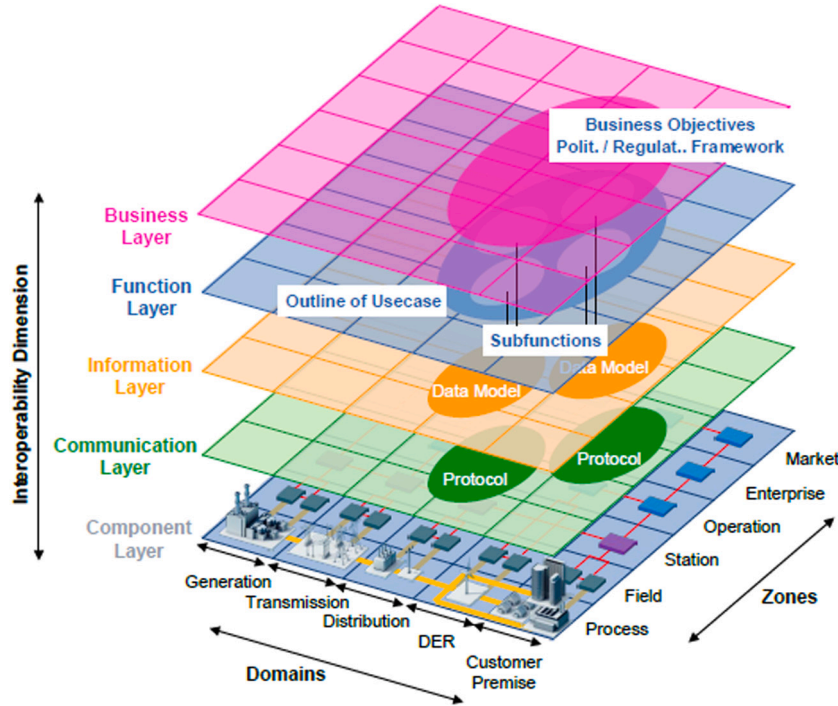 Business Objectives
Polit. / Regulat.. Framework
Business
Layer
Function
Layer
Outline of Usecase
Subfunctions
Information
Layer
Data Model
Data Model
Communication
Layer
Protocol
Protocol
Component
Layer
Interoperability Dimension
Generation
Transmission
Distribution
DER
Customer
Premise
Domains
Market
Enterprise
Operation
Station
Field
Process
Zones